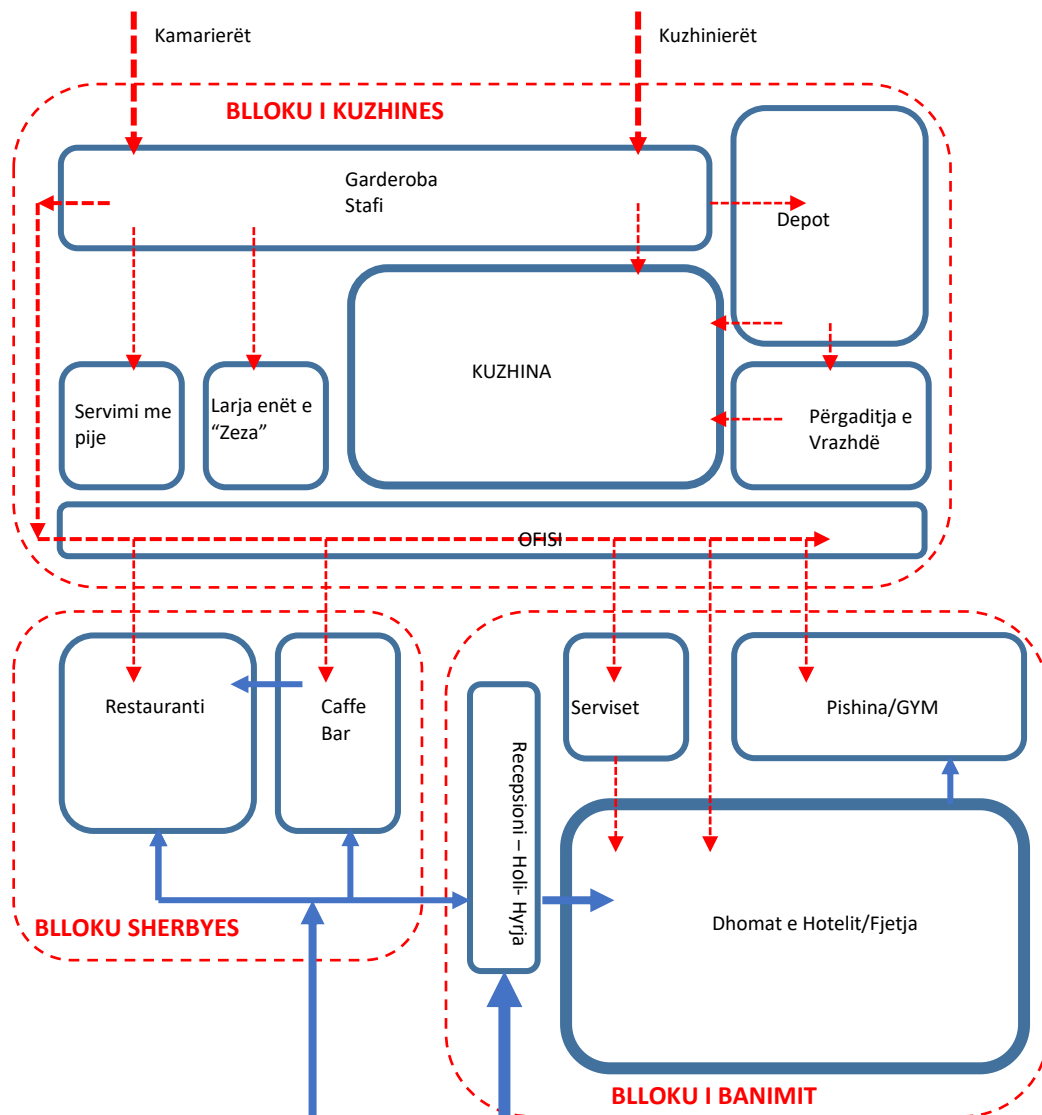 Kamarierët
Kuzhinierët
BLLOKU I KUZHINES
Garderoba
Stafi
Depot
KUZHINA
Servimi me
pije
Larja enët e
“Zeza”
Përgaditja e
Vrazhdë
OFISI
Restauranti
Caffe
Bar
Serviset
Pishina/GYM
Recepsioni – Holi- Hyrja
BLLOKU SHERBYES
Dhomat e Hotelit/Fjetja
BLLOKU I BANIMIT